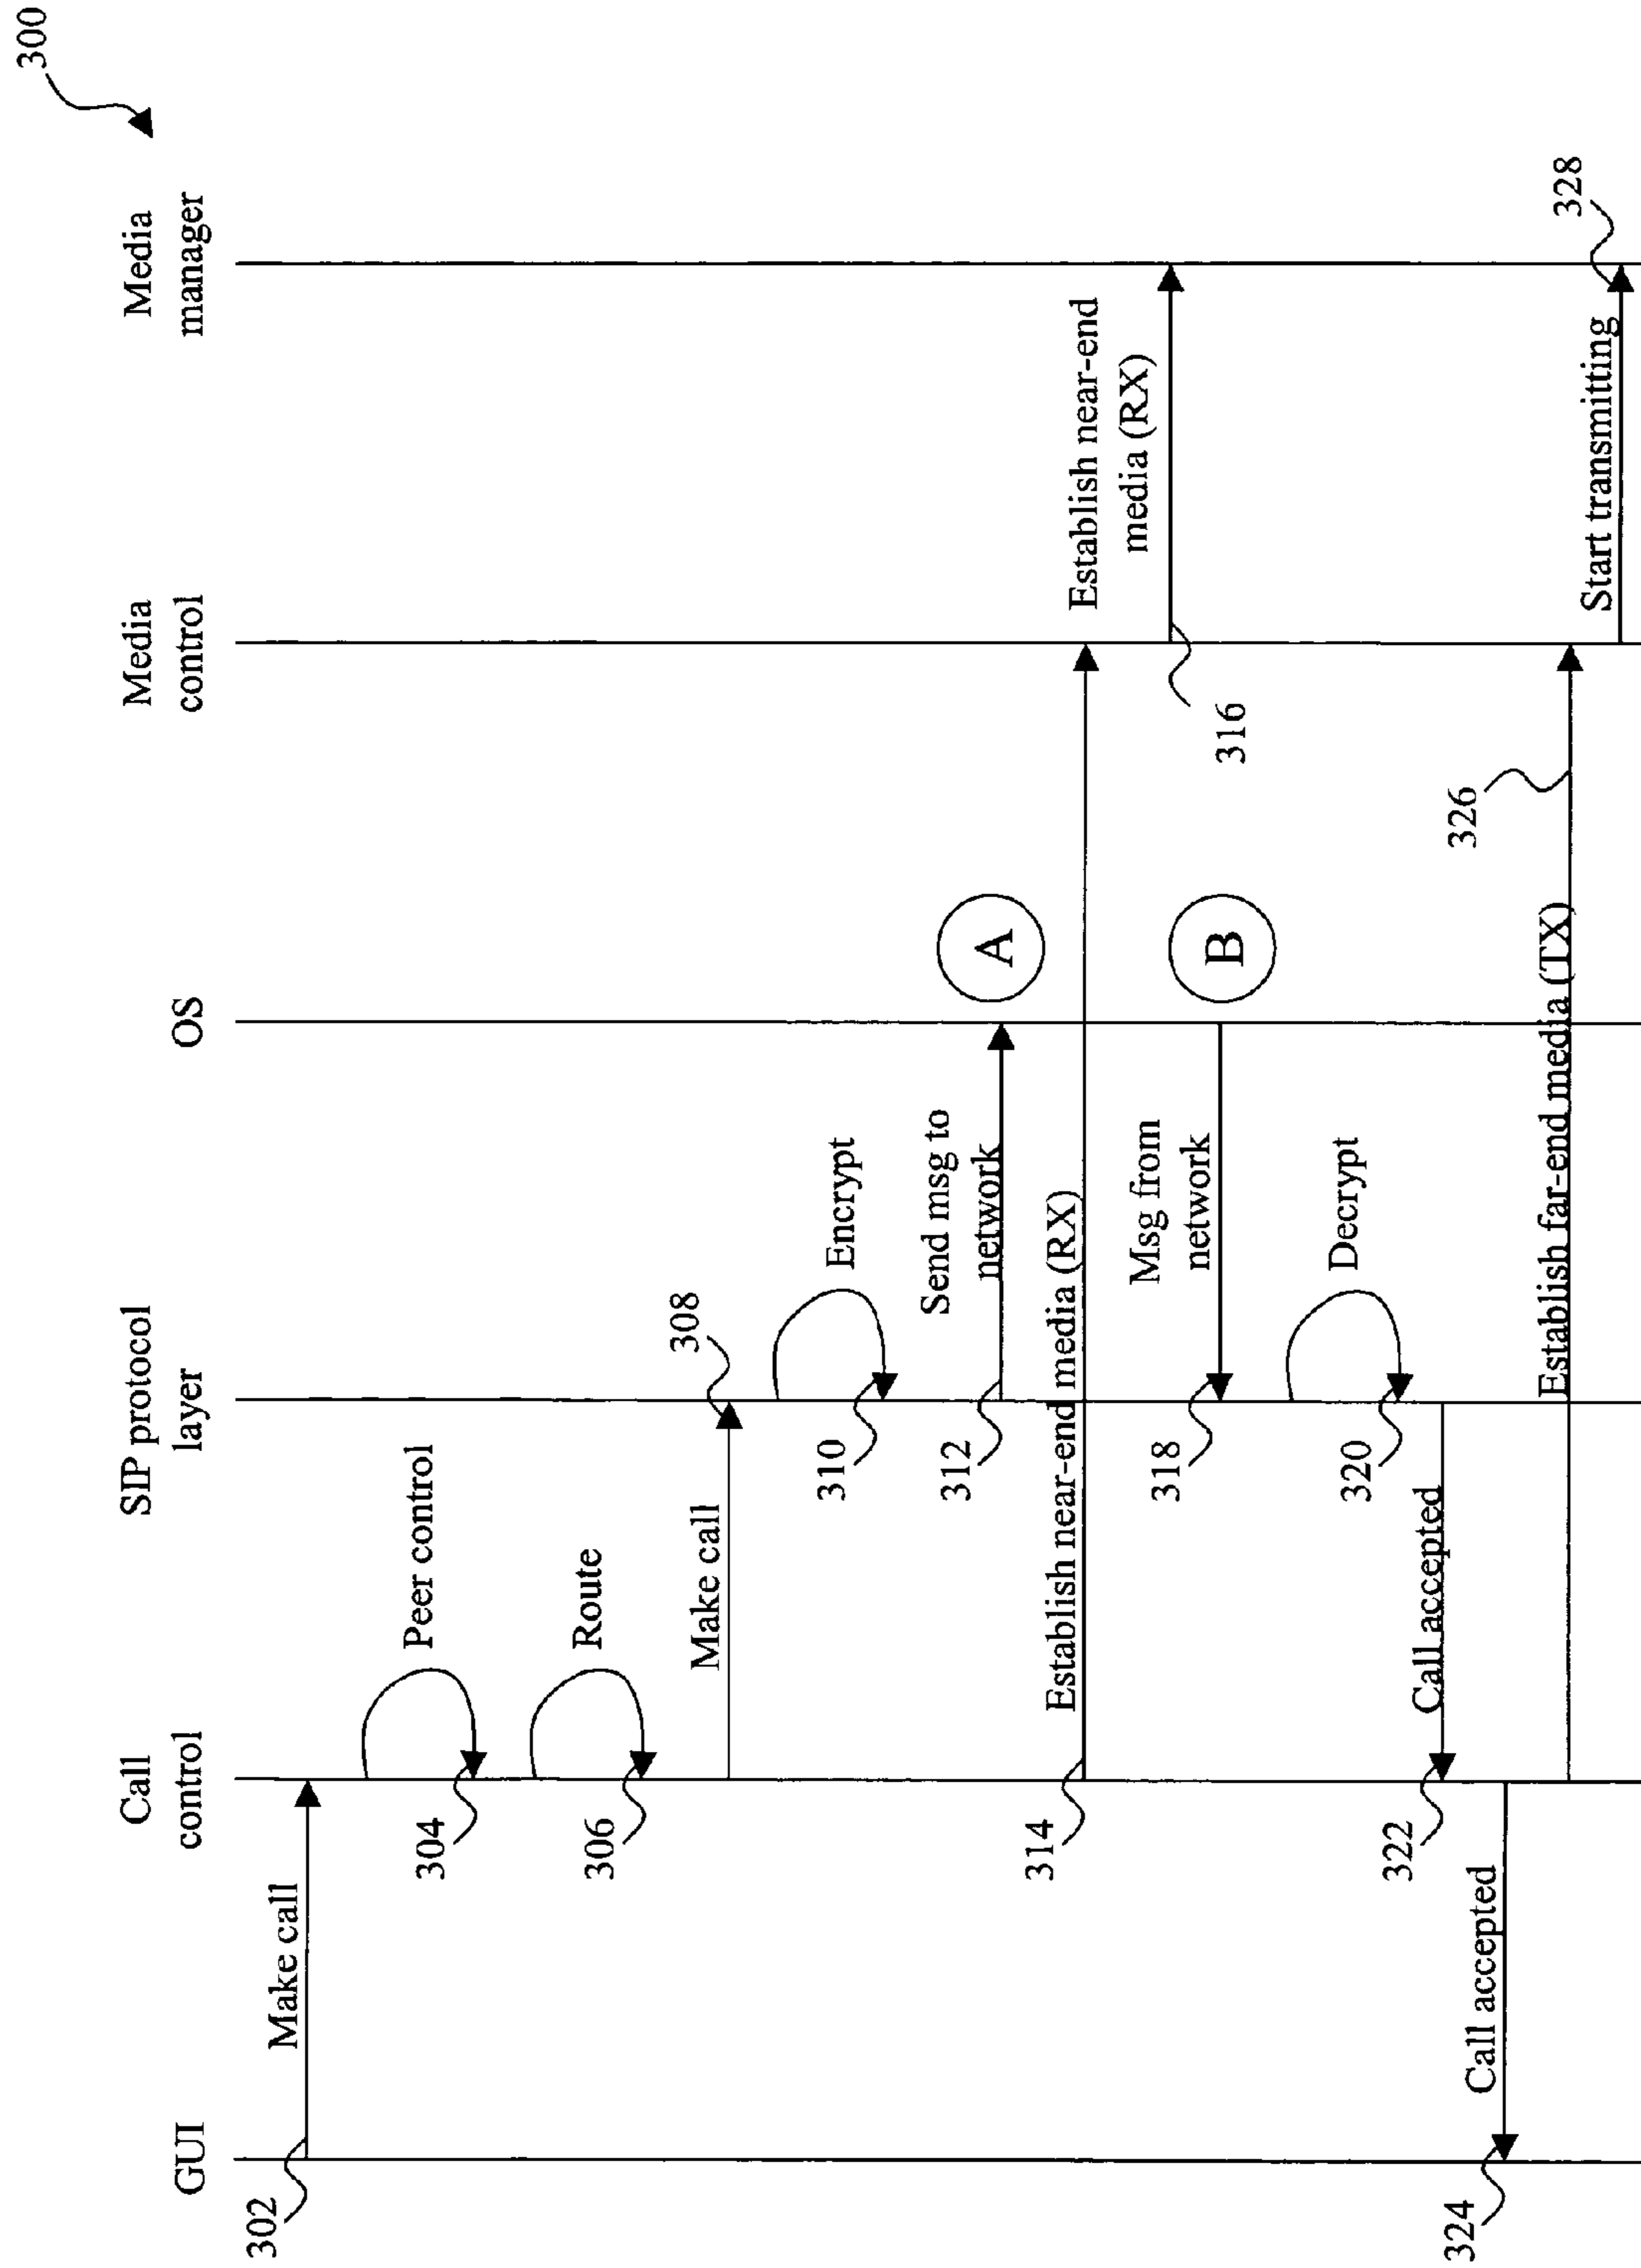 300
GUI
Call
control
SIP protocol
layer
OS
Media
control
Media
manager
Make call
302
Peer control
304
Route
306
Make call
308
Encrypt
310
Send msg to
network
312
A
Establish near-end media (RX)
314
Establish near-end
media (RX)
316
Msg from
network
318
B
Decrypt
320
Call accepted
322
Call accepted
324
Establish far-end media (TX)
326
Start transmitting
328